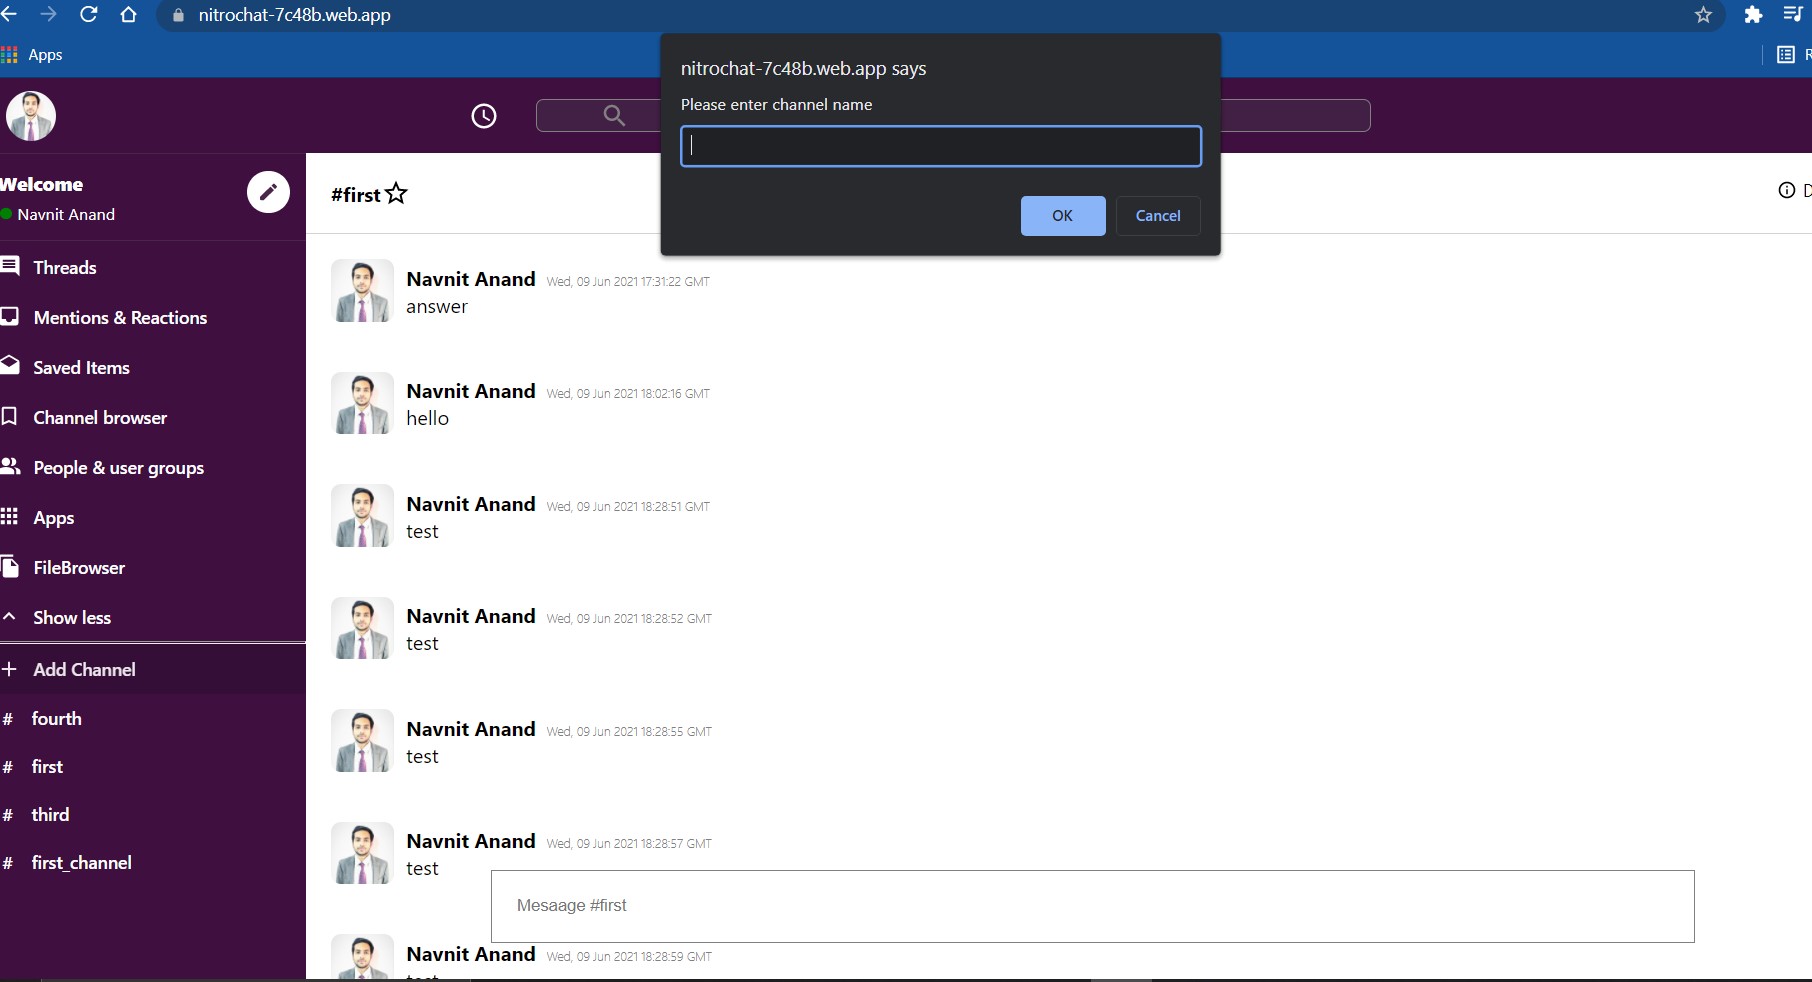 nitrochat-7c48b.web.app
Apps
nitrochat-7c48b.web.app says
Please enter channel name
OK
Cancel
Welcome
Navnit Anand
Threads
Mentions & Reactions
Saved Items
Channel browser
People & user groups
Apps
FileBrowser
Show less
+ Add Channel
# fourth
# first
# third
# first_channel
#first
Navnit Anand Wed, 09 Jun 2021 17:31:22 GMT
answer
Navnit Anand Wed, 09 Jun 2021 18:02:16 GMT
hello
Navnit Anand Wed, 09 Jun 2021 18:28:51 GMT
test
Navnit Anand Wed, 09 Jun 2021 18:28:52 GMT
test
Navnit Anand Wed, 09 Jun 2021 18:28:55 GMT
test
Navnit Anand Wed, 09 Jun 2021 18:28:57 GMT
test
Mesaage #first
Navnit Anand Wed, 09 Jun 2021 18:28:59 GMT